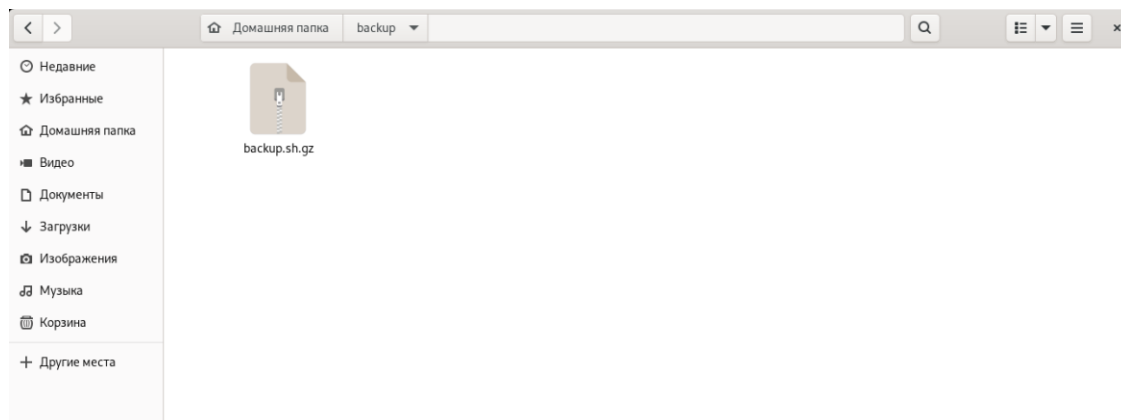 Домашняя папка backup
Недавние
Избранные
Домашняя папка
Видео
Документы
Загрузки
Изображения
Музыка
Корзина
Другие места
backup.sh.gz